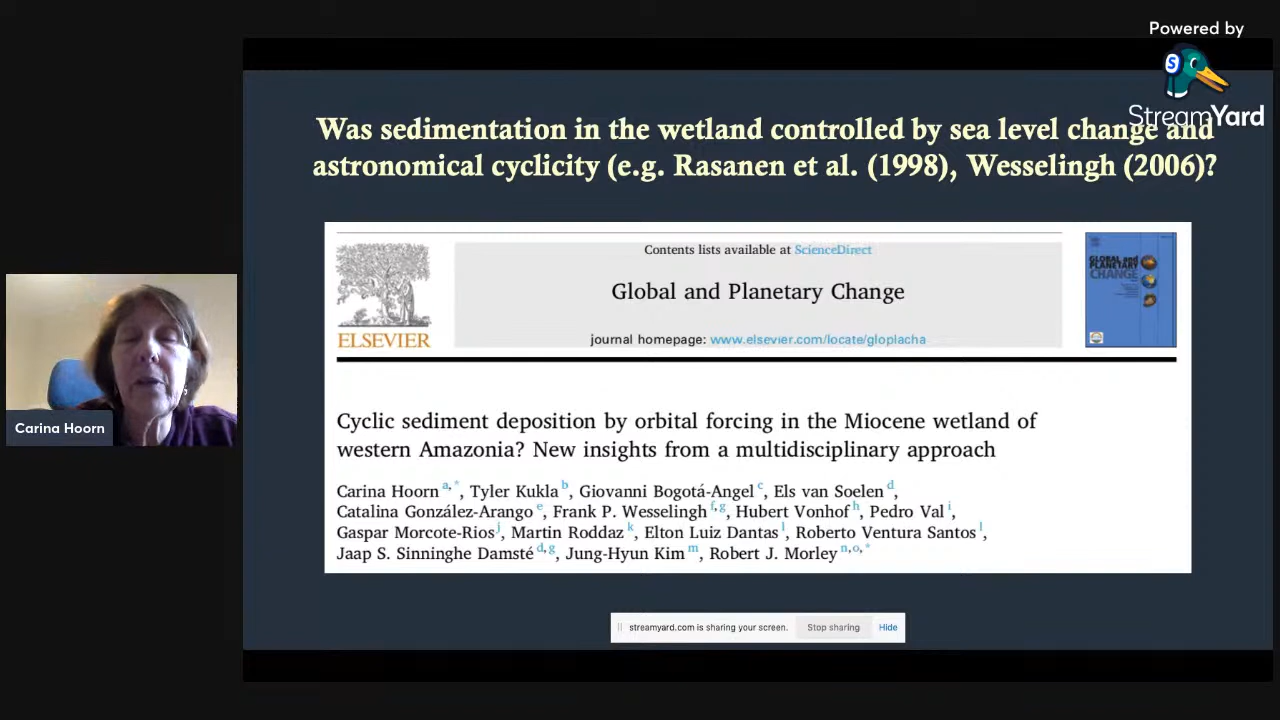 Powered by
S
StreamYard
Was sedimentation in the wetland controlled by sea level change and
astronomical cyclicity (e.g. Rasanen et al. (1998), Wesselingh (2006)?
Contents lists available at ScienceDirect
Global and Planetary Change
journal homepage: www.elsevier.com/locate/gloplacha
ELSEVIER
GLOBAL AND
PLANETARY
CHANGE
Cyclic sediment deposition by orbital forcing in the Miocene wetland of
western Amazonia? New insights from a multidisciplinary approach
Carina Hoorn a,*, Tyler Kukla b, Giovanni Bogotá-Angel c, Els van Soelen d,
Catalina González-Arango e, Frank P. Wesselingh f,g, Hubert Vonhof h, Pedro Val i,
Gaspar Morcote-Rios j, Martin Roddaz k, Elton Luiz Dantas l, Roberto Ventura Santos l,
Jaap S. Sinninghe Damsté d,g, Jung-Hyun Kim m, Robert J. Morley n,o,*
Carina Hoorn
streamyard.com is sharing your screen.
Stop sharing
Hide